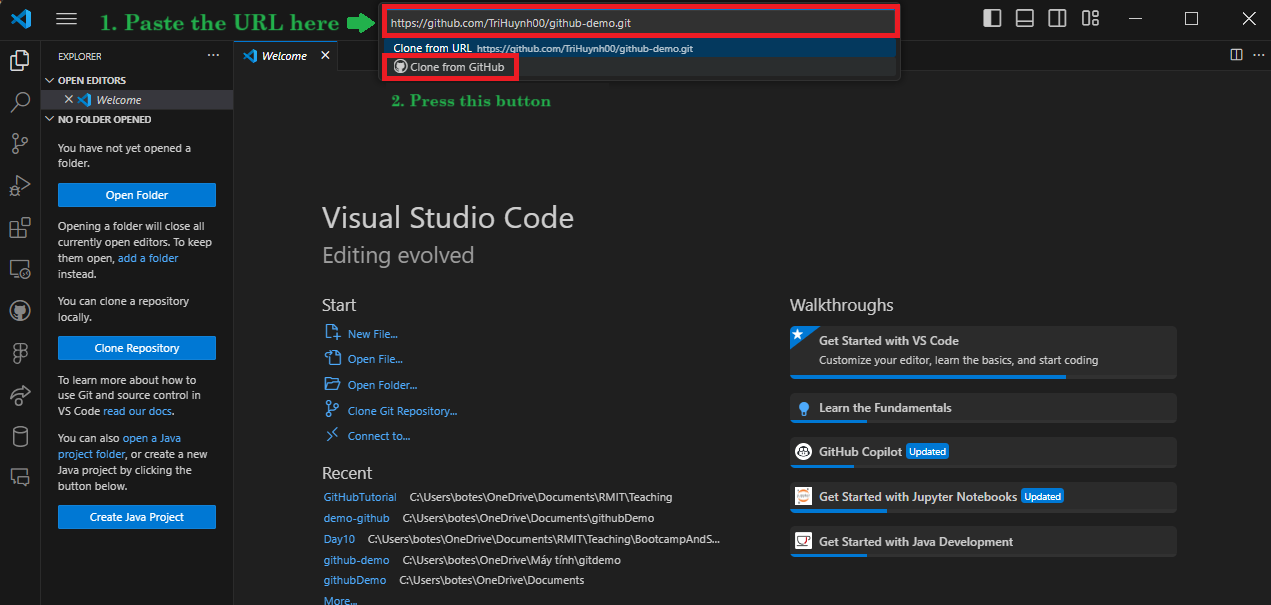 1. Paste the URL here
https://github.com/TriHuynh00/github-demo.git
Clone from URL https://github.com/TriHuynh00/github-demo.git
Clone from GitHub
2. Press this button
EXPLORER
OPEN EDITORS
Welcome
NO FOLDER OPENED
You have not yet opened a
folder.
Open Folder
Opening a folder will close all
currently open editors. To keep
them open, add a folder
instead.
You can clone a repository
locally.
Clone Repository
To learn more about how to
use Git and source control in
VS Code read our docs.
You can also open a Java
project folder, or create a new
Java project by clicking the
button below.
Create Java Project
Welcome
Visual Studio Code
Editing evolved
Start
New File...
Open File...
Open Folder...
Clone Git Repository...
Connect to...
Recent
GitHubTutorial C:\Users\botes\OneDrive\Documents\RMIT\Teaching
demo-github C:\Users\botes\OneDrive\Documents\githubDemo
Day10 C:\Users\botes\OneDrive\Documents\RMIT\Teaching\BootcampAndS...
github-demo C:\Users\botes\OneDrive\Máy tính\gitdemo
githubDemo C:\Users\botes\OneDrive\Documents
More...
Walkthroughs
Get Started with VS Code
Customize your editor, learn the basics, and start coding
Learn the Fundamentals
GitHub Copilot Updated
Get Started with Jupyter Notebooks Updated
Get Started with Java Development